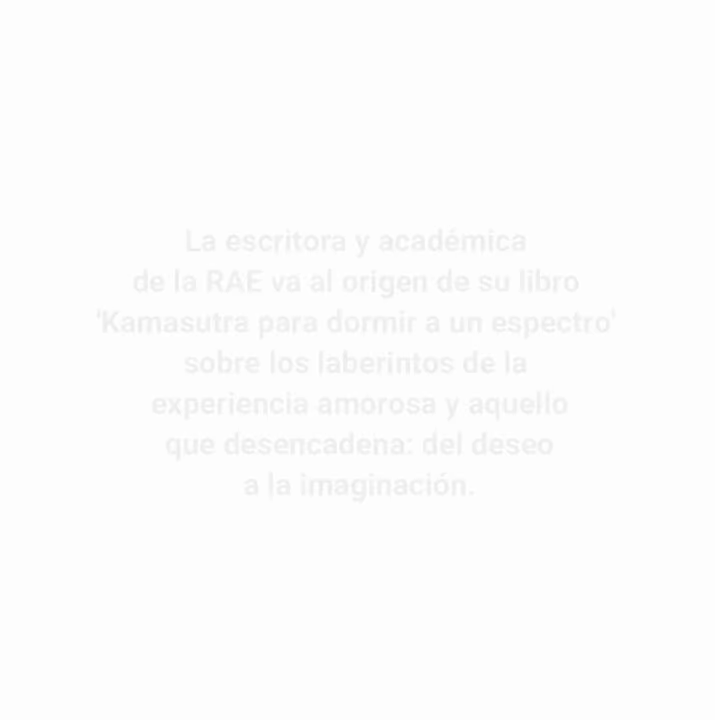 La escritora y académica
de la RAE va al origen de su libro
'Kamasutra para dormir a un espectro'
sobre los laberintos de la
experiencia amorosa y aquello
que desencadena: del deseo
a la imaginación.